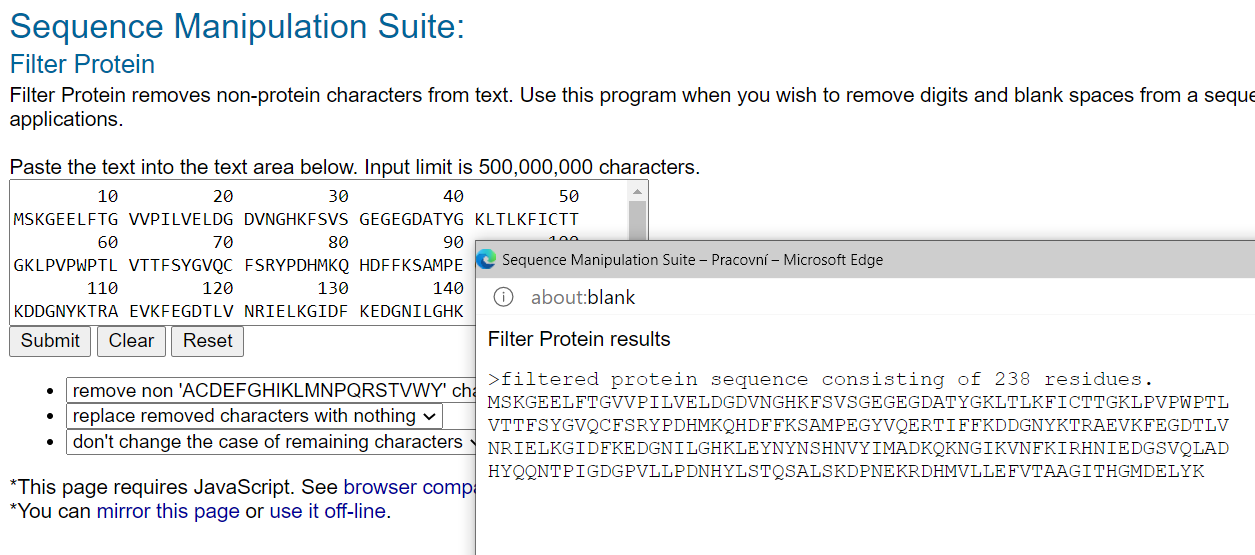 Sequence Manipulation Suite:
Filter Protein
Filter Protein removes non-protein characters from text. Use this program when you wish to remove digits and blank spaces from a seque
applications.
Paste the text into the text area below. Input limit is 500,000,000 characters.
10 20 30 40 50
MSKGEELFTG VVPILVELDG DVNGHKFSVS GEGEGDATYG KLTLKFICTT
60 70 80 90 100
GKLPVPWPTL VTTFSYGVQC FSRYPDHMKQ HDFFKSAMPE
110 120 130 140
KDDGNYKTRA EVKFEGDTLV NRIELKGIDF KEDGNILGHK
Submit Clear Reset
remove non 'ACDEFGHIKLMNPQRSTVWY' cha
replace removed characters with nothing
don't change the case of remaining characters
*This page requires JavaScript. See browser compa
*You can mirror this page or use it off-line.
Sequence Manipulation Suite – Pracovní – Microsoft Edge
about:blank
Filter Protein results
>filtered protein sequence consisting of 238 residues.
MSKGEELFTGVVPILVELDGDVNGHKFSVSGEGEGDATYGKLTLKFICTTGKLPVPWPTL
VTTFSYGVQCFSRYPDHMKQHDFFKSAMPEGYVQERTIFFKDDGNYKTRAEVKFEGDTLV
NRIELKGIDFKEDGNILGHKLEYNYNSHNVYIMADKQKNGIKVNFKIRHNIEDGSVQLAD
HYQQNTPIGDGPVLLPDNHYLSTQSALSKDPNEKRDHMVLLEFVTAAGITHGMDELYK